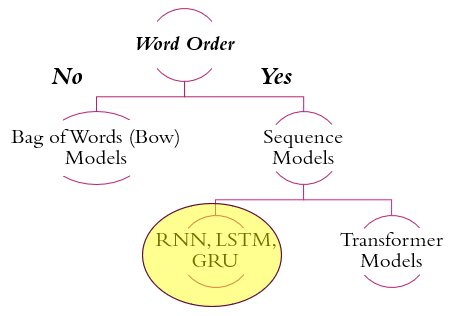 Word Order
No
Yes
Bag of Words (Bow)
Models
Sequence
Models
RNN, LSTM,
GRU
Transformer
Models